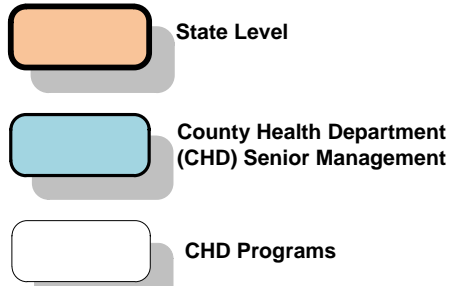 State Level
County Health Department
(CHD) Senior Management
CHD Programs